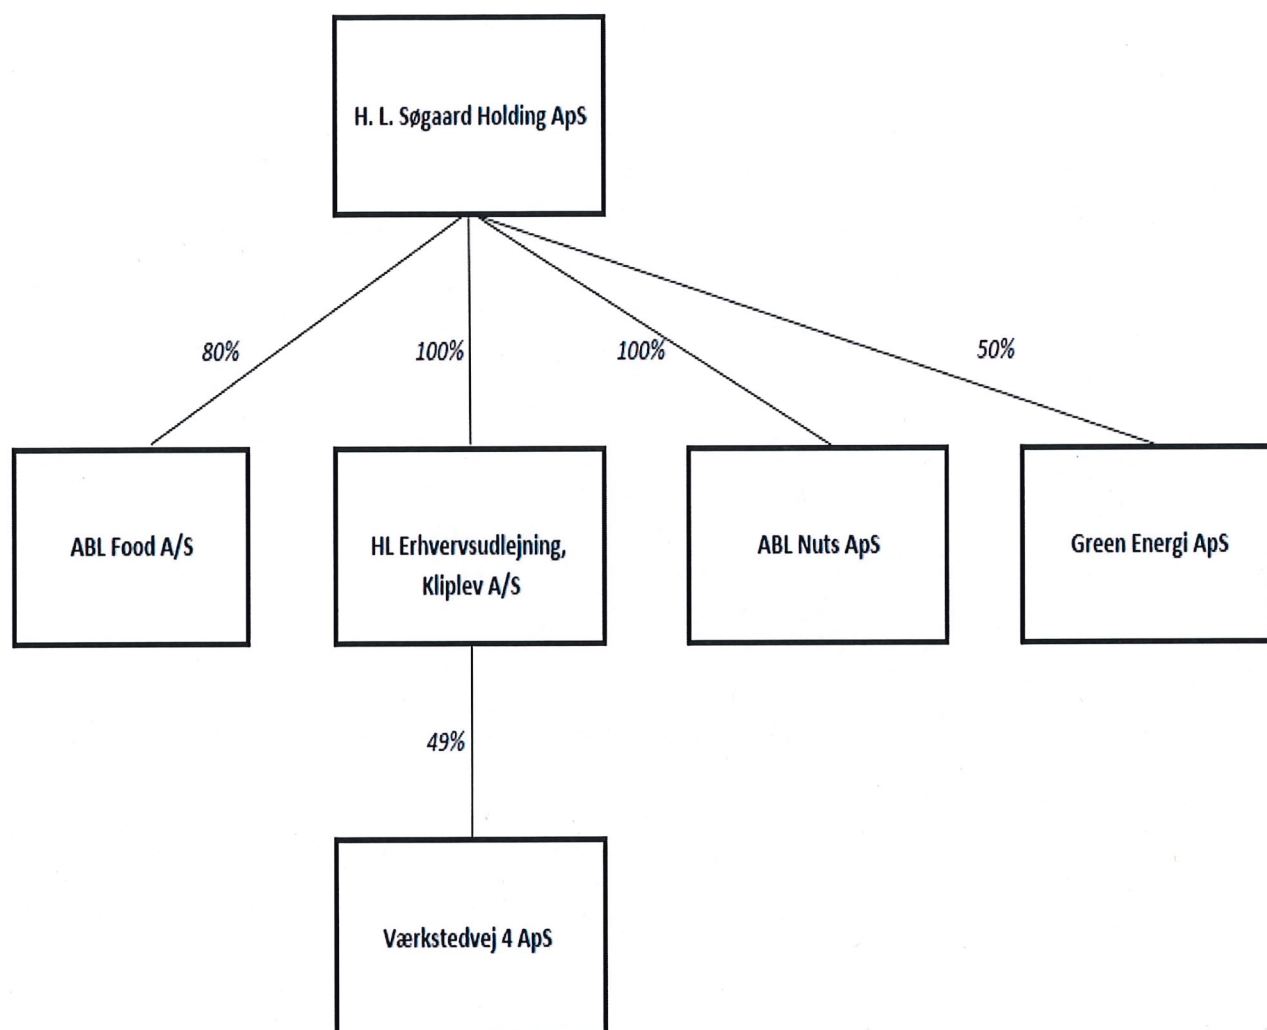 H. L. Søgaard Holding ApS
80%
100%
100%
50%
ABL Food A/S
HL Erhvervsudlejning,
Kliplev A/S
ABL Nuts ApS
Green Energi ApS
49%
Værkstedvej 4 ApS